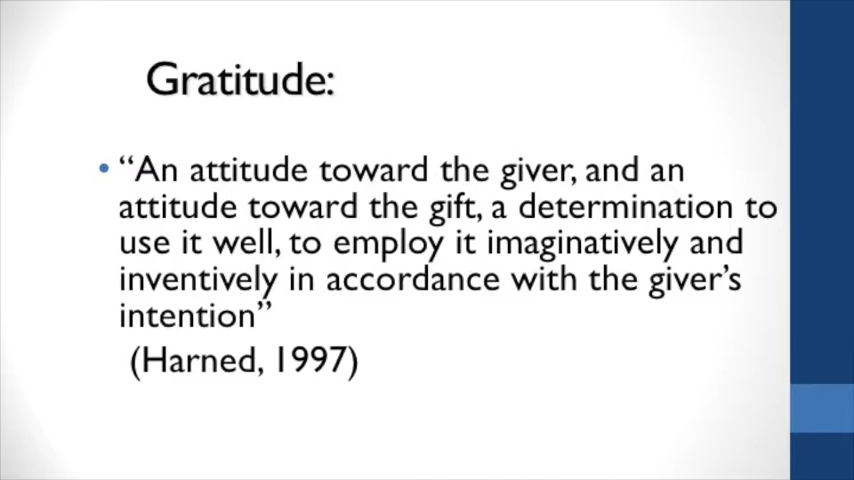 Gratitude:
• “An attitude toward the giver, and an
attitude toward the gift, a determination to
use it well, to employ it imaginatively and
inventively in accordance with the giver’s
intention”
(Harned, 1997)